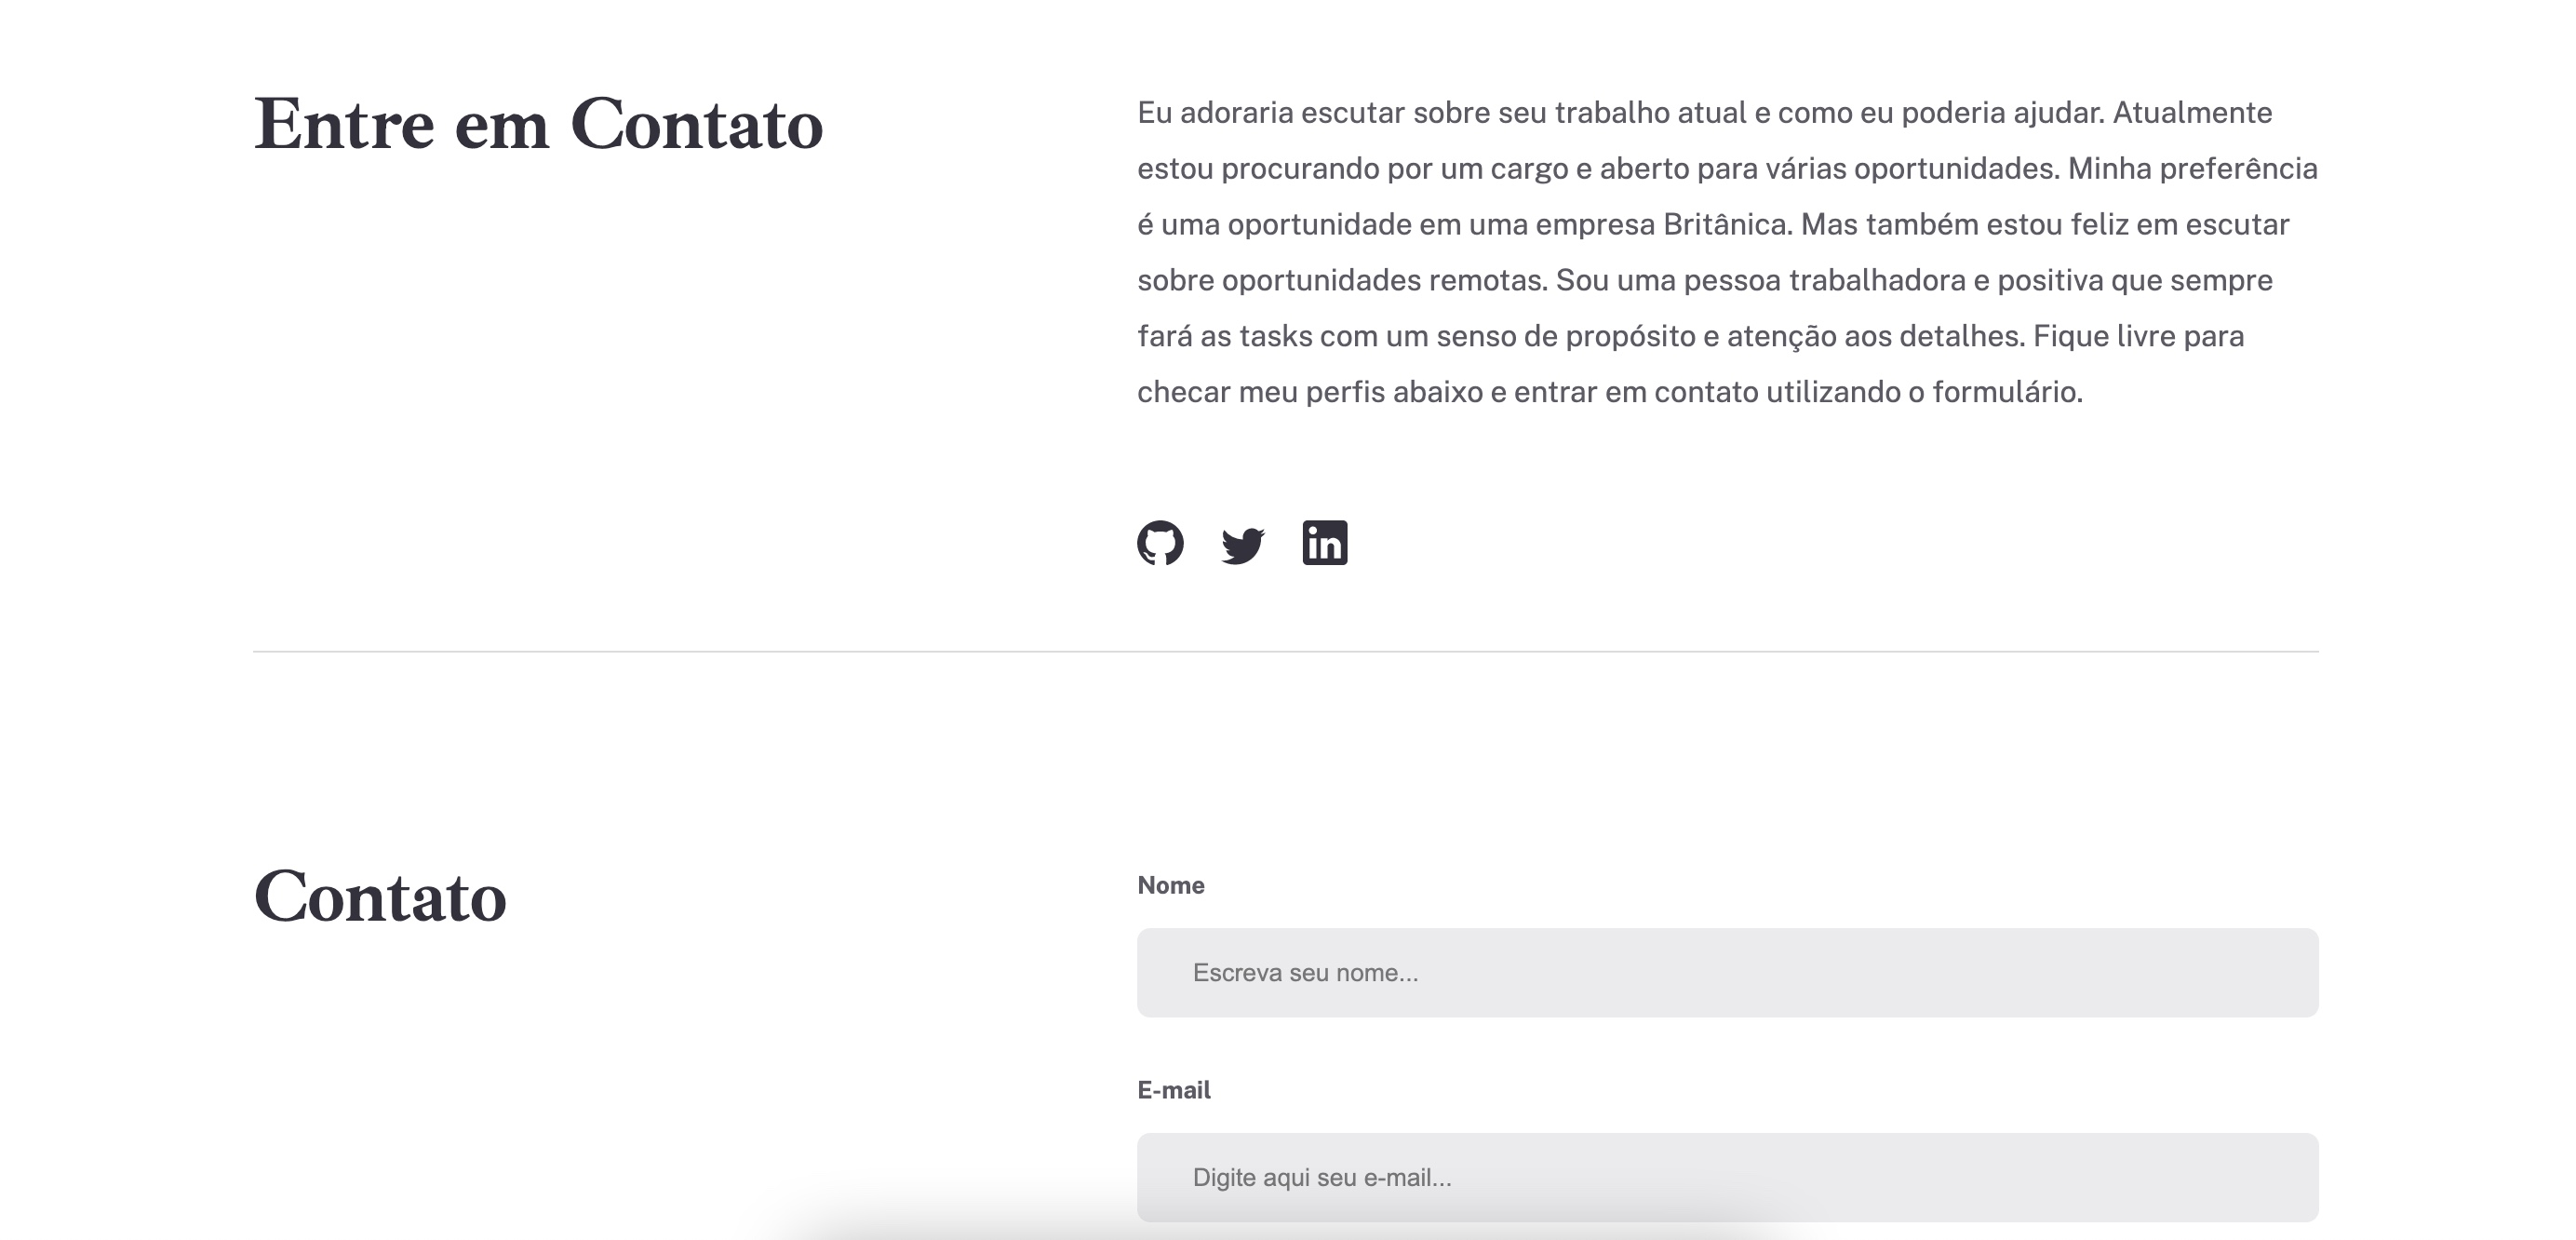 Entre em Contato
Eu adoraria escutar sobre seu trabalho atual e como eu poderia ajudar. Atualmente
estou procurando por um cargo e aberto para várias oportunidades. Minha preferência
é uma oportunidade em uma empresa Britânica. Mas também estou feliz em escutar
sobre oportunidades remotas. Sou uma pessoa trabalhadora e positiva que sempre
fará as tasks com um senso de propósito e atenção aos detalhes. Fique livre para
checar meu perfis abaixo e entrar em contato utilizando o formulário.
in
Contato
Nome
Escreva seu nome...
E-mail
Digite aqui seu e-mail...